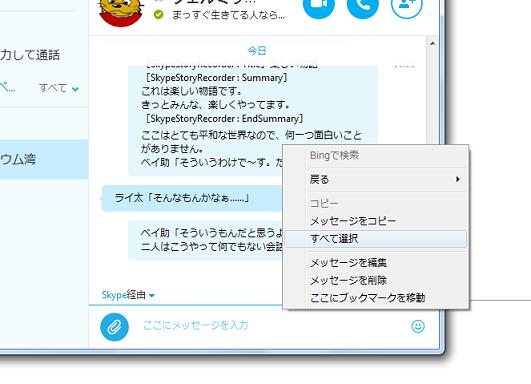 まっすぐ生きてる人なら...
力して通話
べ... すべて
ウム湾
今日
これは楽しい物語です。
きっとみんな、楽しくやってます。
[SkypeStoryRecorder : Summary]
[SkypeStoryRecorder : EndSummary]
ここはとても平和な世界なので、何一つ面白いこと
がありません。
ベイ助「そういうわけで～す。だ
ライ太「そんなもんかなぁ……」
ベイ助「そういうもんだと思うよ
二人はこうやって何でもない会話
Bingで検索
戻る
コピー
メッセージをコピー
すべて選択
メッセージを編集
メッセージを削除
ここにブックマークを移動
Skype経由
ここにメッセージを入力